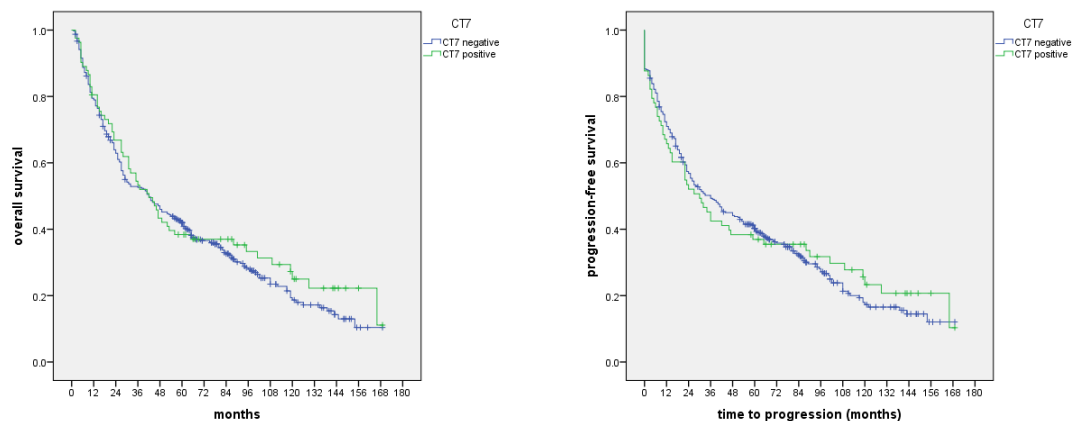 CT7
CT7 negative
CT7 positive
1.0
0.8
0.6
0.4
0.2
0.0
overall survival
0 12 24 36 48 60 72 84 96 108 120 132 144 156 168 180
months
CT7
CT7 negative
CT7 positive
1.0
0.8
0.6
0.4
0.2
0.0
progression-free survival
0 12 24 36 48 60 72 84 96 108 120 132 144 156 168 180
time to progression (months)